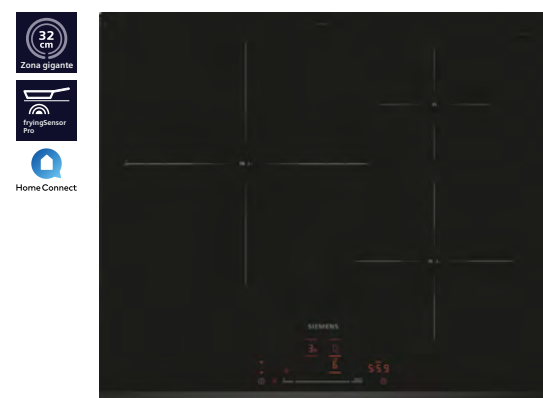 32
cm
Zona gigante
fryingSensor
Pro
Home Connect
SIEMENS